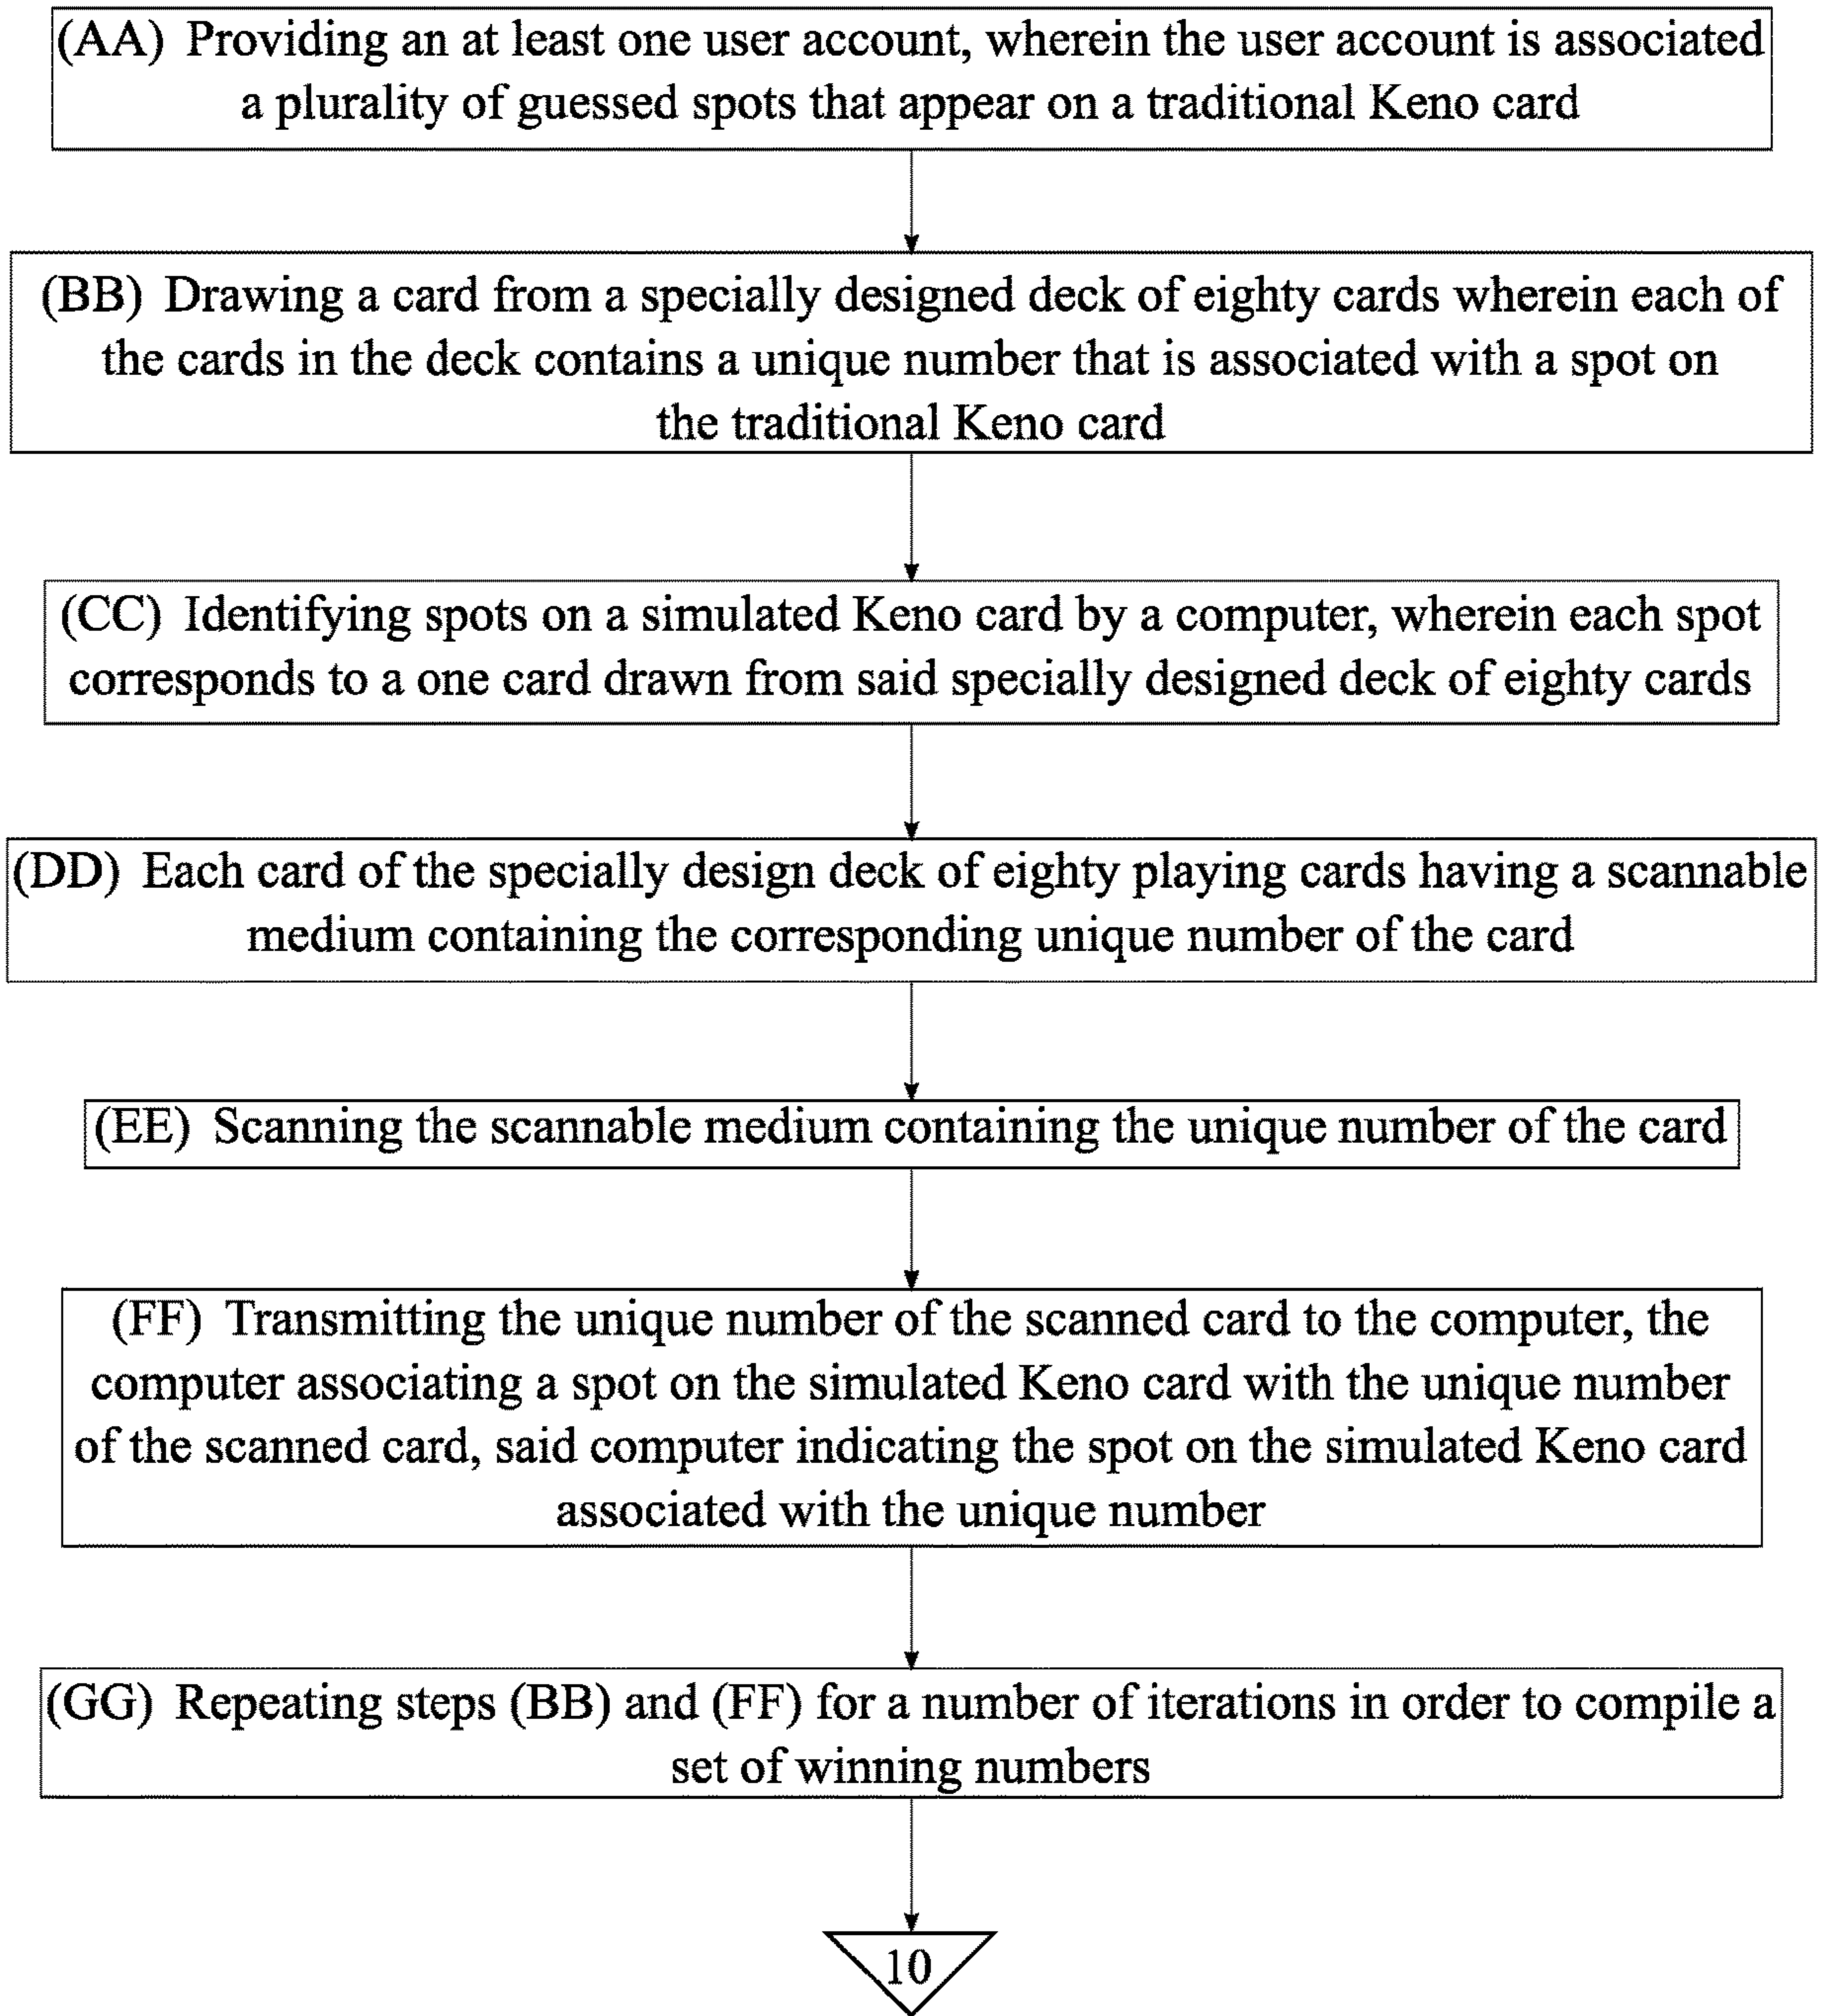 (AA) Providing an at least one user account, wherein the user account is associated
a plurality of guessed spots that appear on a traditional Keno card
(BB) Drawing a card from a specially designed deck of eighty cards wherein each of
the cards in the deck contains a unique number that is associated with a spot on
the traditional Keno card
(CC) Identifying spots on a simulated Keno card by a computer, wherein each spot
corresponds to a one card drawn from said specially designed deck of eighty cards
(DD) Each card of the specially design deck of eighty playing cards having a scannable
medium containing the corresponding unique number of the card
(EE) Scanning the scannable medium containing the unique number of the card
(FF) Transmitting the unique number of the scanned card to the computer, the
computer associating a spot on the simulated Keno card with the unique number
of the scanned card, said computer indicating the spot on the simulated Keno card
associated with the unique number
(GG) Repeating steps (BB) and (FF) for a number of iterations in order to compile a
set of winning numbers
10